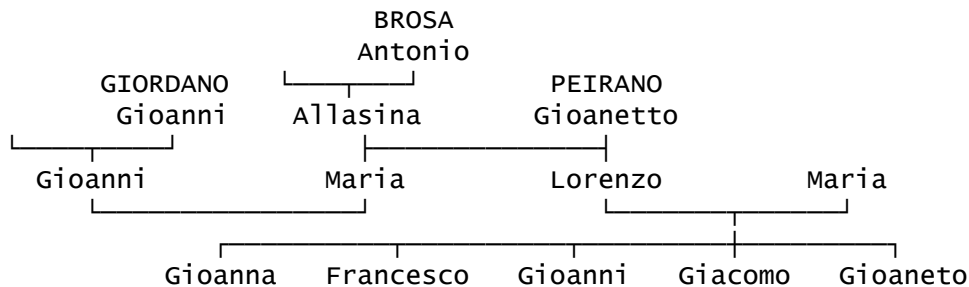 BROSA
Antonio
GIORDANO PEIRANO
Gioanni Allasina Gioanetto
Gioanni Maria Lorenzo Maria
Gioanna Francesco Gioanni Giacomo Gioaneto